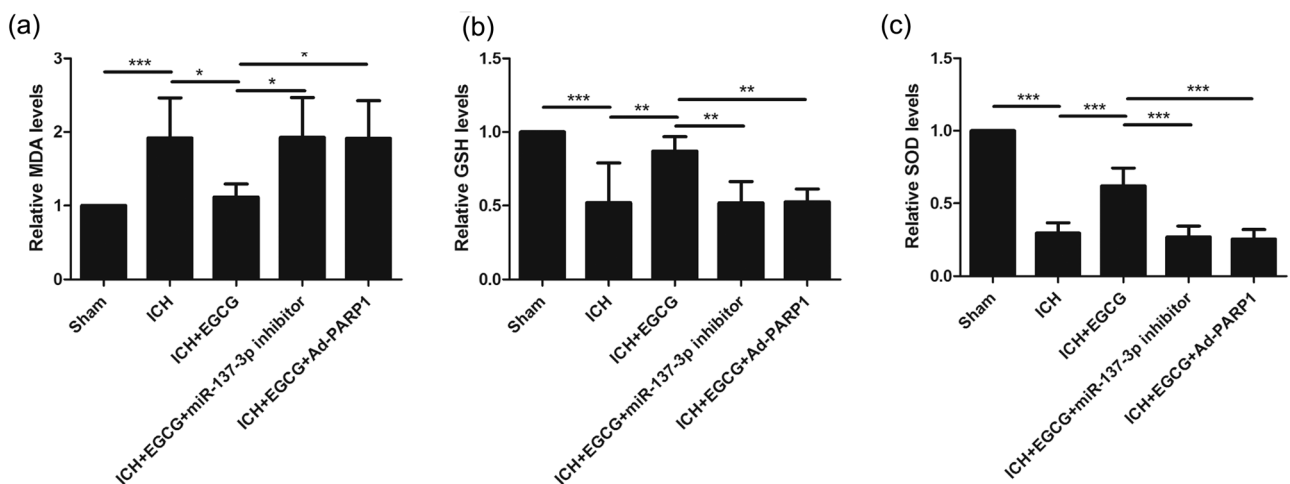 (a)
Relative MDA levels
3
2
1
0
***
*
*
*
Sham
ICH
ICH+EGCG
ICH+EGCG+miR-137-3p inhibitor
ICH+EGCG+Ad-PARP1
(b)
Relative GSH levels
1.5
1.0
0.5
0.0
***
**
**
**
Sham
ICH
ICH+EGCG
ICH+EGCG+miR-137-3p inhibitor
ICH+EGCG+Ad-PARP1
(c)
Relative SOD levels
1.5
1.0
0.5
0.0
***
***
***
***
Sham
ICH
ICH+EGCG
ICH+EGCG+miR-137-3p inhibitor
ICH+EGCG+Ad-PARP1